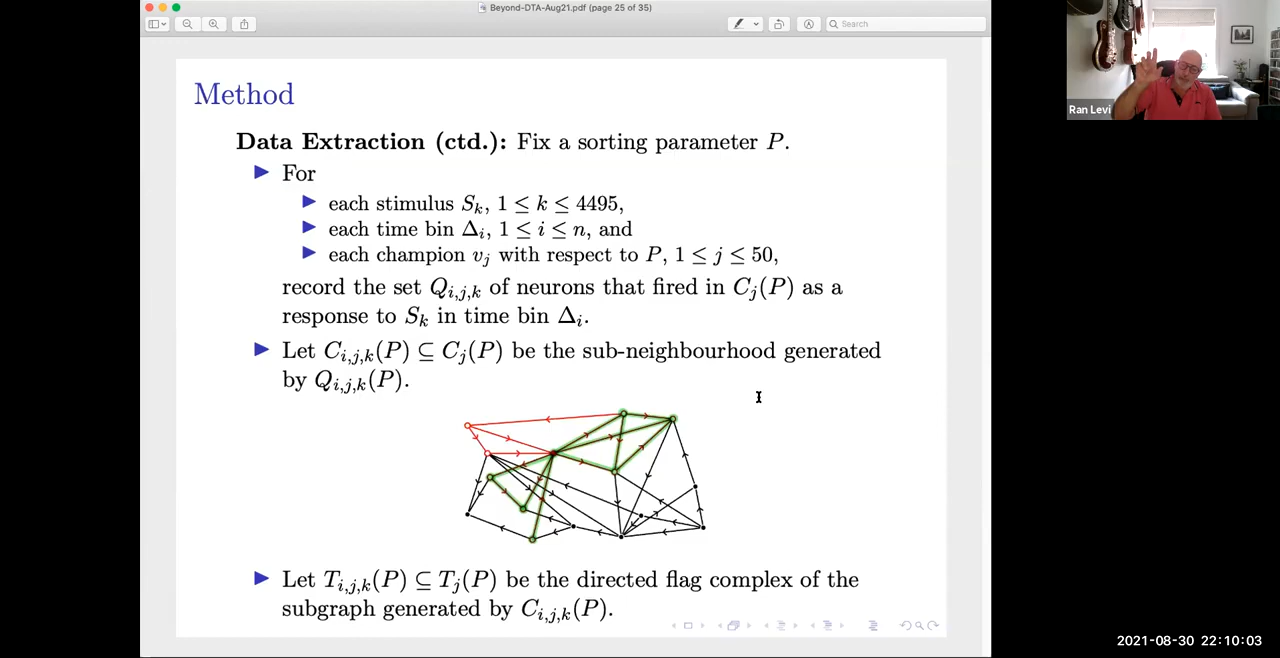 Beyond-DTA-Aug21.pdf (page 25 of 35)
Search
Method
Data Extraction (ctd.): Fix a sorting parameter P.
For
each stimulus S_k, 1 ≤ k ≤ 4495,
each time bin Δ_i, 1 ≤ i ≤ n, and
each champion v_j with respect to P, 1 ≤ j ≤ 50,
record the set Q_{i,j,k} of neurons that fired in C_j(P) as a
response to S_k in time bin Δ_i.
Let C_{i,j,k}(P) ⊆ C_j(P) be the sub-neighbourhood generated
by Q_{i,j,k}(P).
Let T_{i,j,k}(P) ⊆ T_j(P) be the directed flag complex of the
subgraph generated by C_{i,j,k}(P).
Ran Levi
2021-08-30 22:10:03